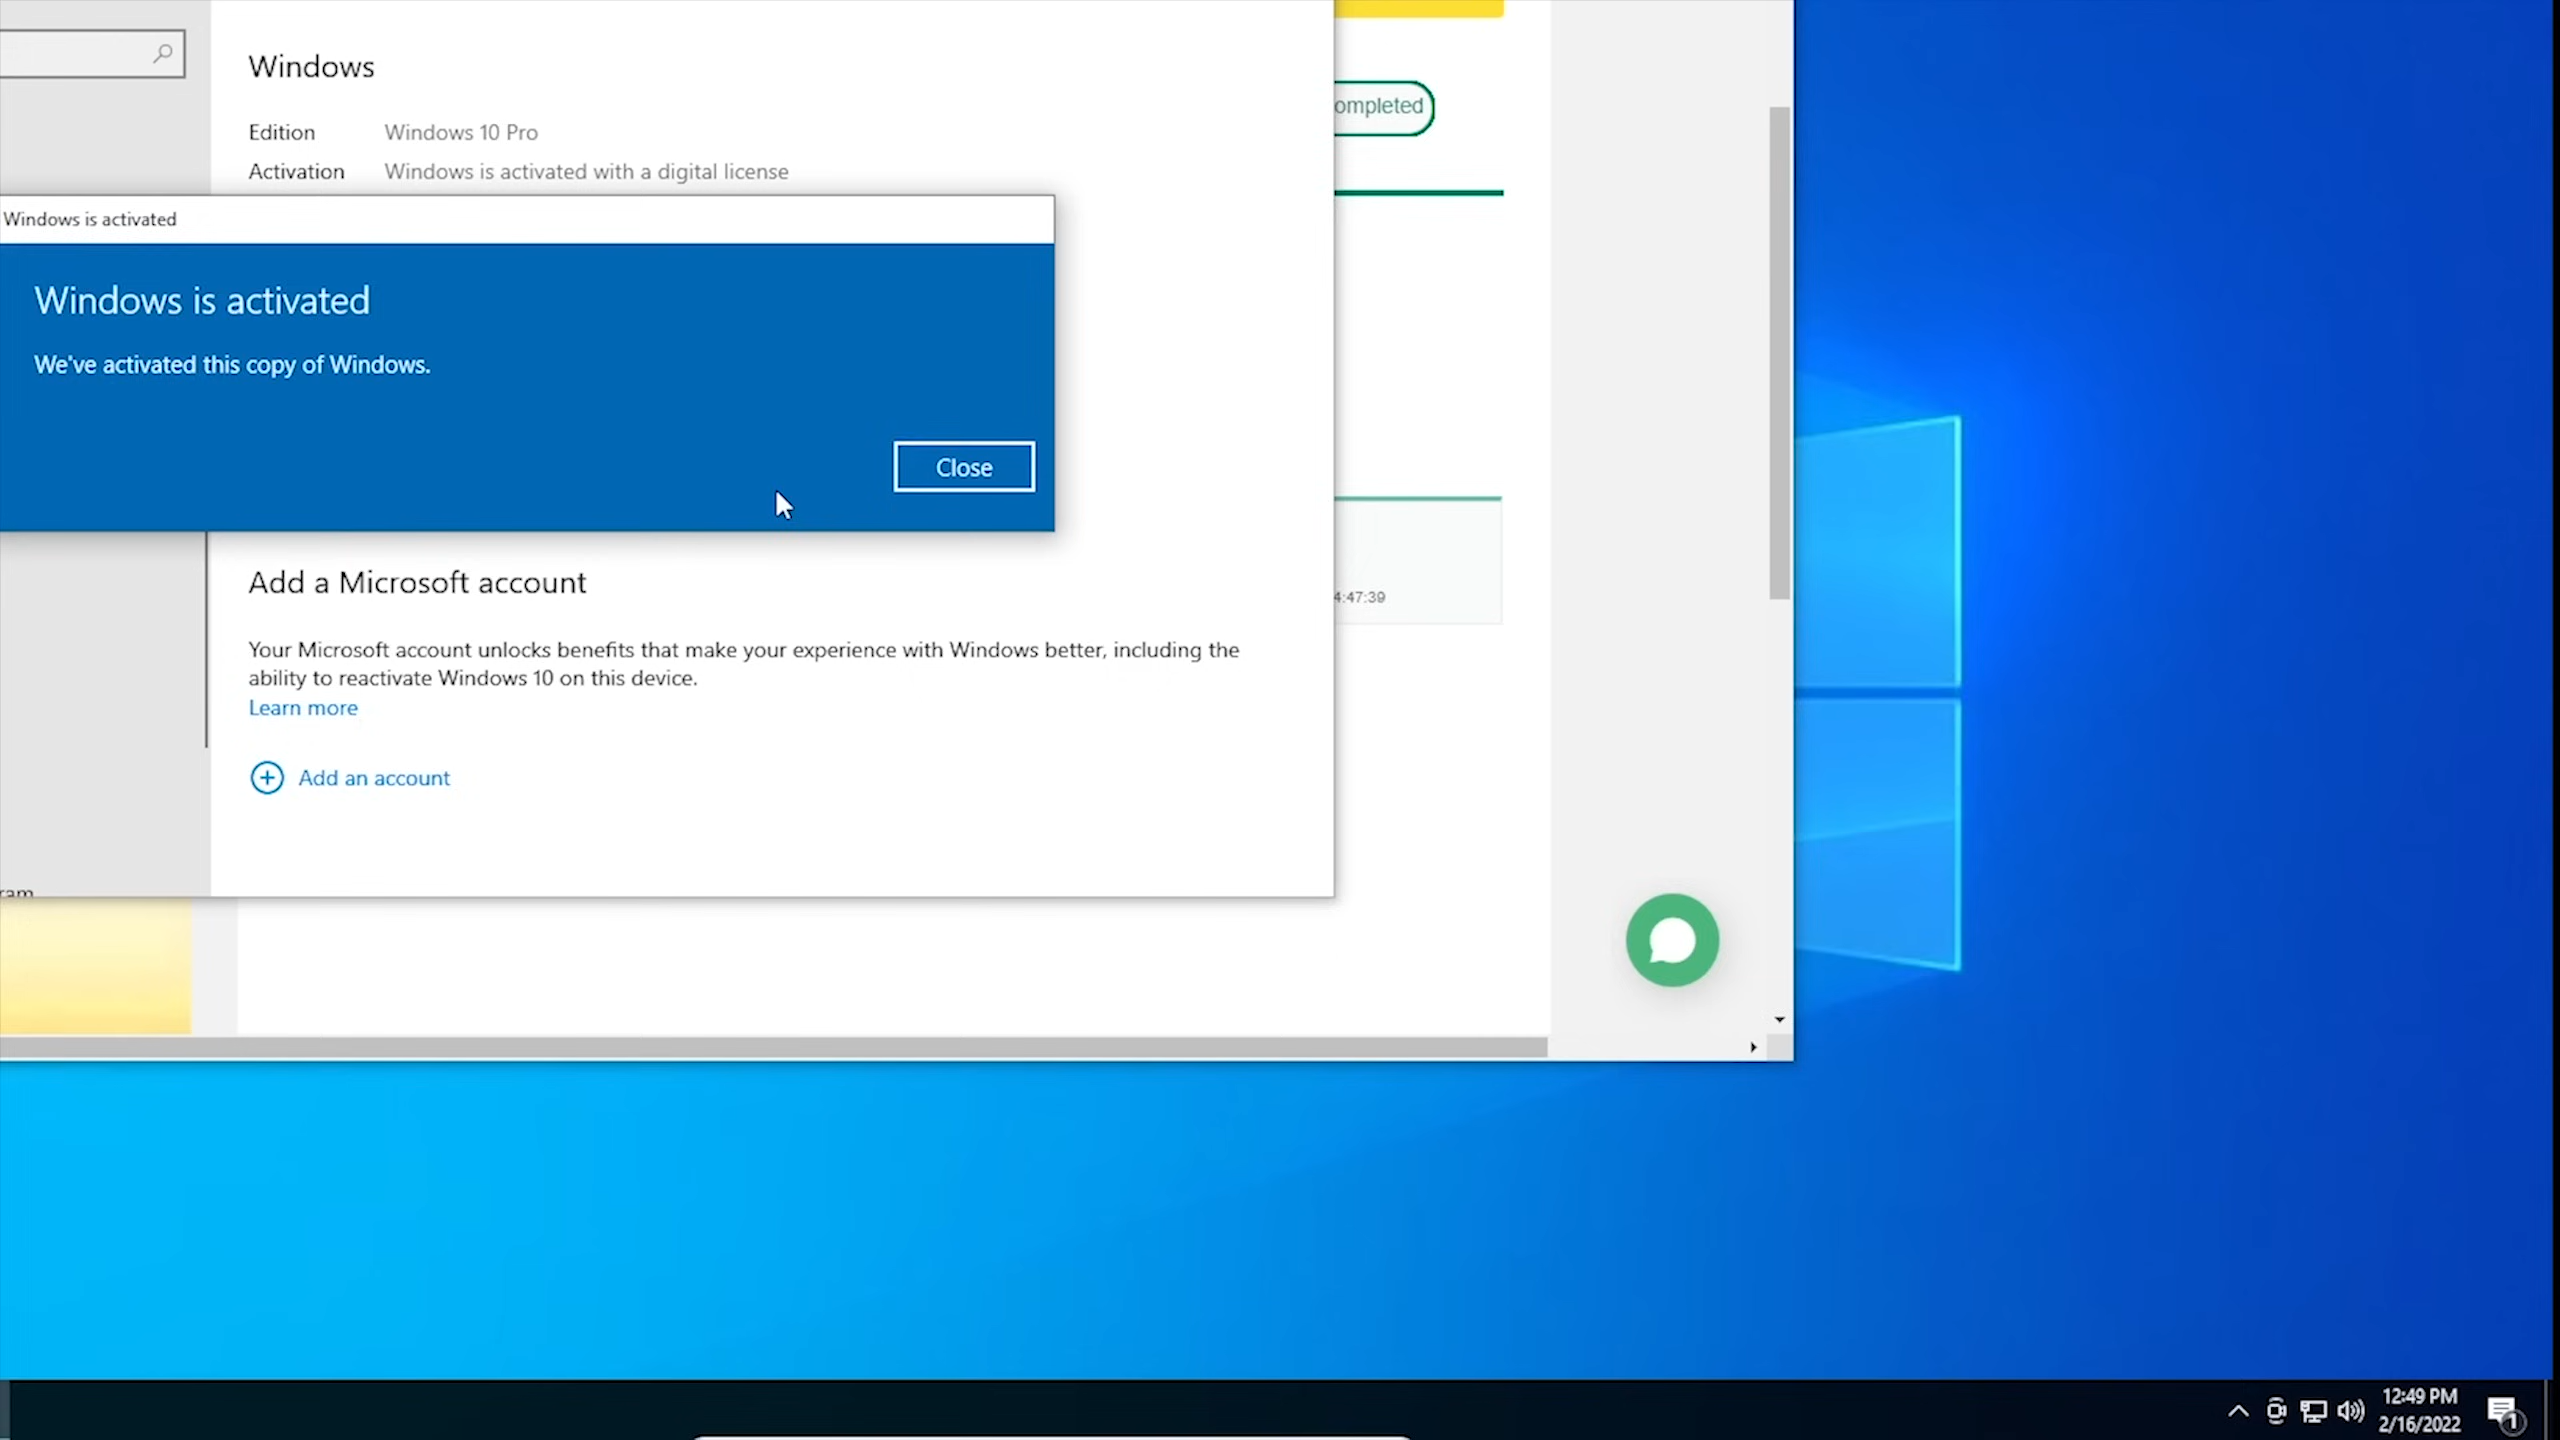 Windows
Edition Windows 10 Pro
Activation Windows is activated with a digital license
Windows is activated
Windows is activated
We've activated this copy of Windows.
Close
Add a Microsoft account
Your Microsoft account unlocks benefits that make your experience with Windows better, including the
ability to reactivate Windows 10 on this device.
Learn more
Add an account
ompleted
4:47:39
12:49 PM
2/16/2022
1